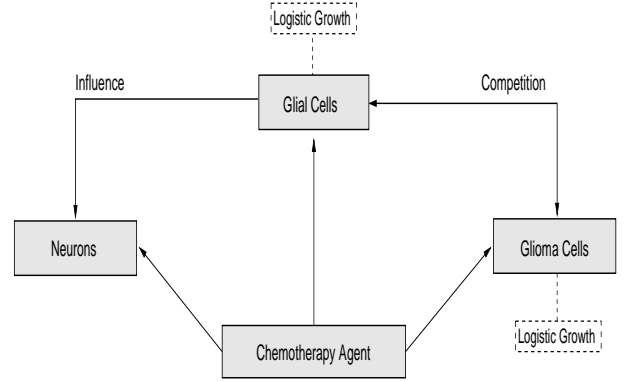 Logistic Growth
Influence
Competition
Glial Cells
Neurons
Glioma Cells
Logistic Growth
Chemotherapy Agent